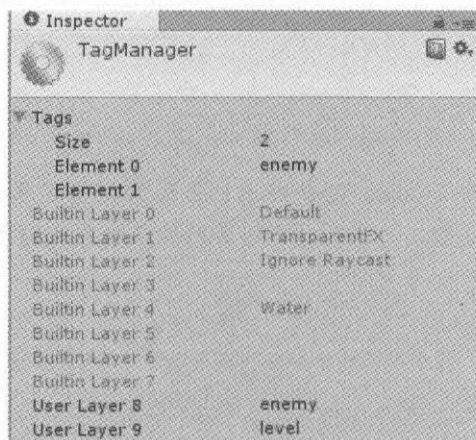 Inspector
TagManager
Tags
Size 2
Element 0 enemy
Element 1
Builtin Layer 0 Default
Builtin Layer 1 TransparentFX
Builtin Layer 2 Ignore Raycast
Builtin Layer 3
Builtin Layer 4 Water
Builtin Layer 5
Builtin Layer 6
Builtin Layer 7
User Layer 8 enemy
User Layer 9 level